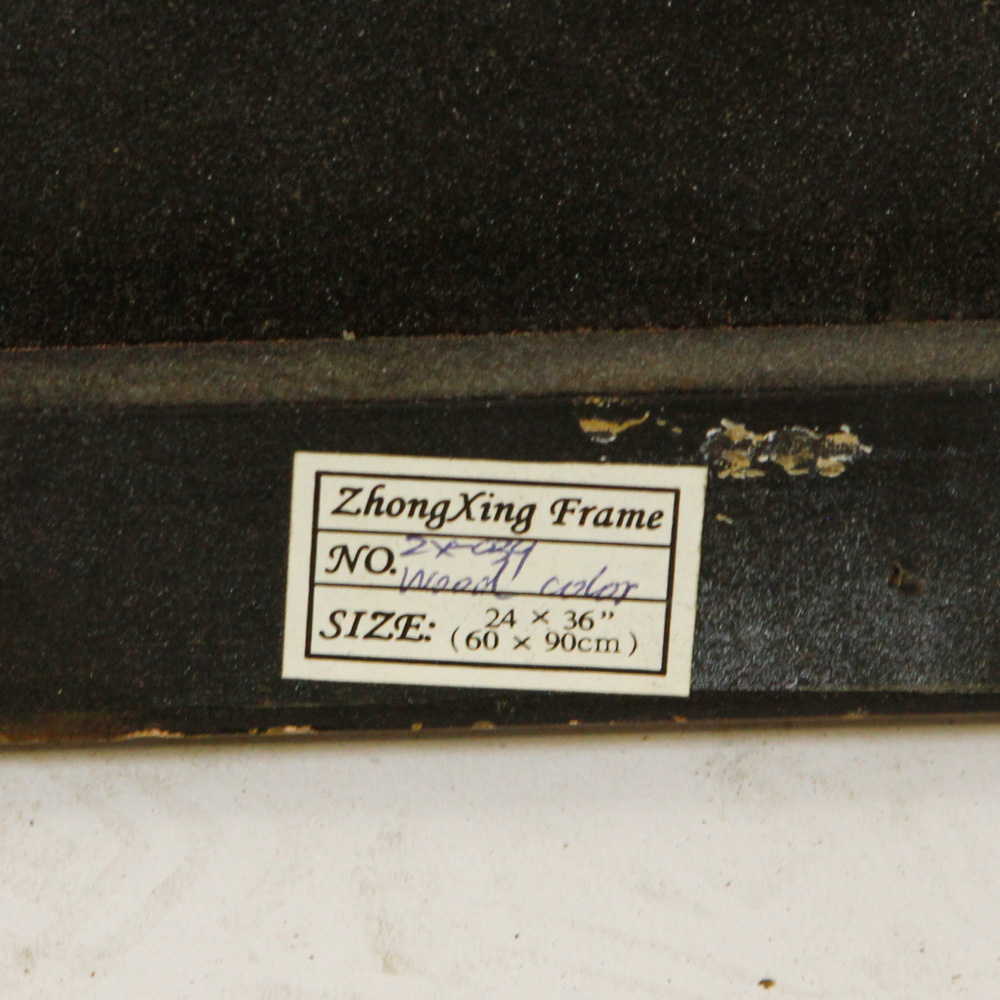 ZhongXing Frame
NO.
Wood color
SIZE: 24 × 36”
(60 × 90cm)